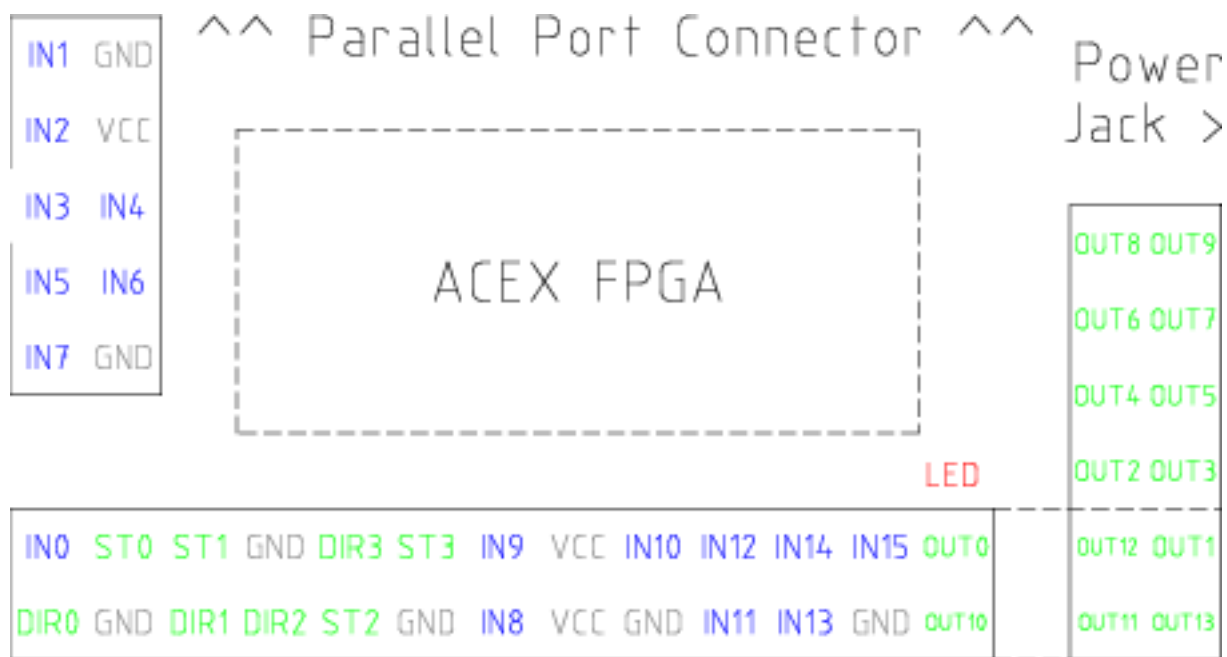 ^^ Parallel Port Connector ^^
Power
Jack >
IN1 GND
IN2 VCC
IN3 IN4
IN5 IN6
IN7 GND
ACEX FPGA
OUT8 OUT9
OUT6 OUT7
OUT4 OUT5
OUT2 OUT3
LED
IN0 ST0 ST1 GND DIR3 ST3 IN9 VCC IN10 IN12 IN14 IN15 OUT0
OUT12 OUT1
DIR0 GND DIR1 DIR2 ST2 GND IN8 VCC GND IN11 IN13 GND OUT10
OUT11 OUT13